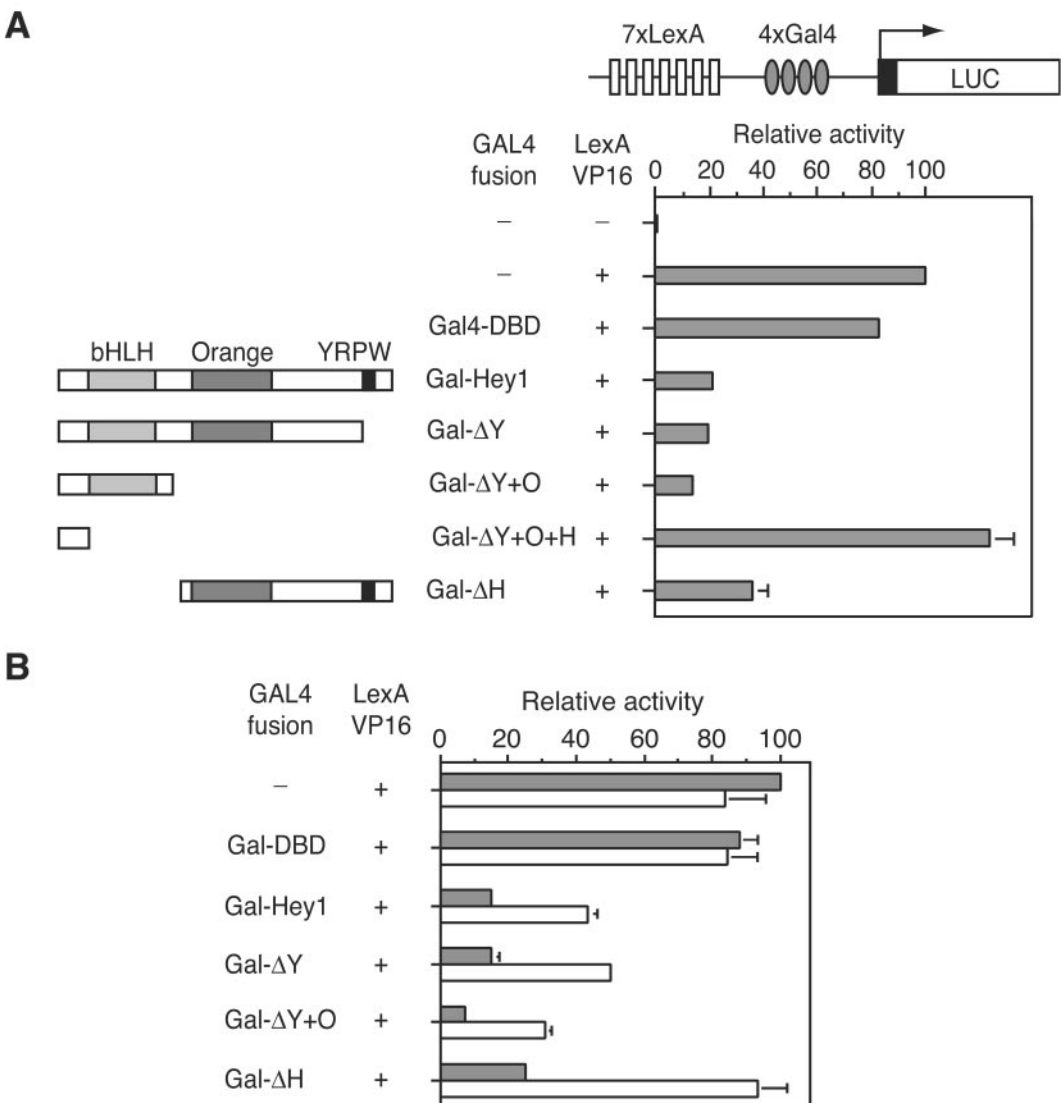 A
7xLexA 4xGal4
LUC
GAL4 LexA Relative activity
fusion VP16 0 20 40 60 80 100
– –
– +
Gal4-DBD +
bHLH Orange YRPW
Gal-Hey1 +
Gal-ΔY +
Gal-ΔY+O +
Gal-ΔY+O+H +
Gal-ΔH +
B
GAL4 LexA Relative activity
fusion VP16 0 20 40 60 80 100
– +
Gal-DBD +
Gal-Hey1 +
Gal-ΔY +
Gal-ΔY+O +
Gal-ΔH +